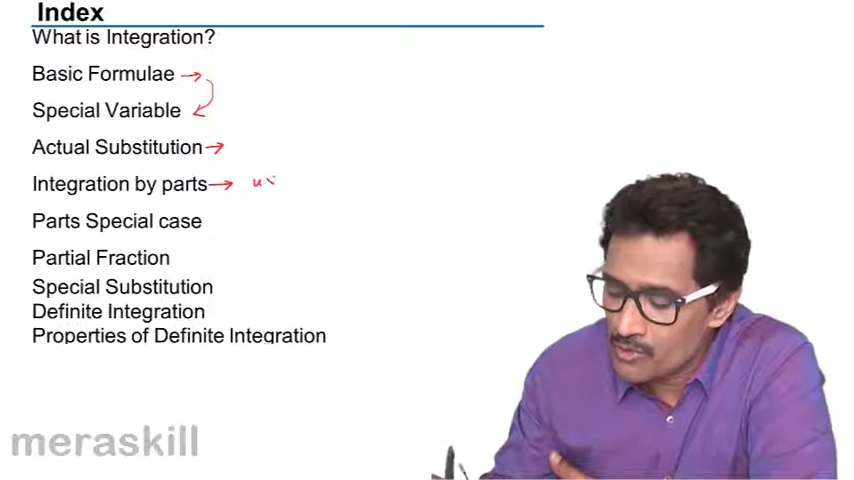 Index
What is Integration?
Basic Formulae →
Special Variable
Actual Substitution →
Integration by parts → u
Parts Special case
Partial Fraction
Special Substitution
Definite Integration
Properties of Definite Integration
meraskill